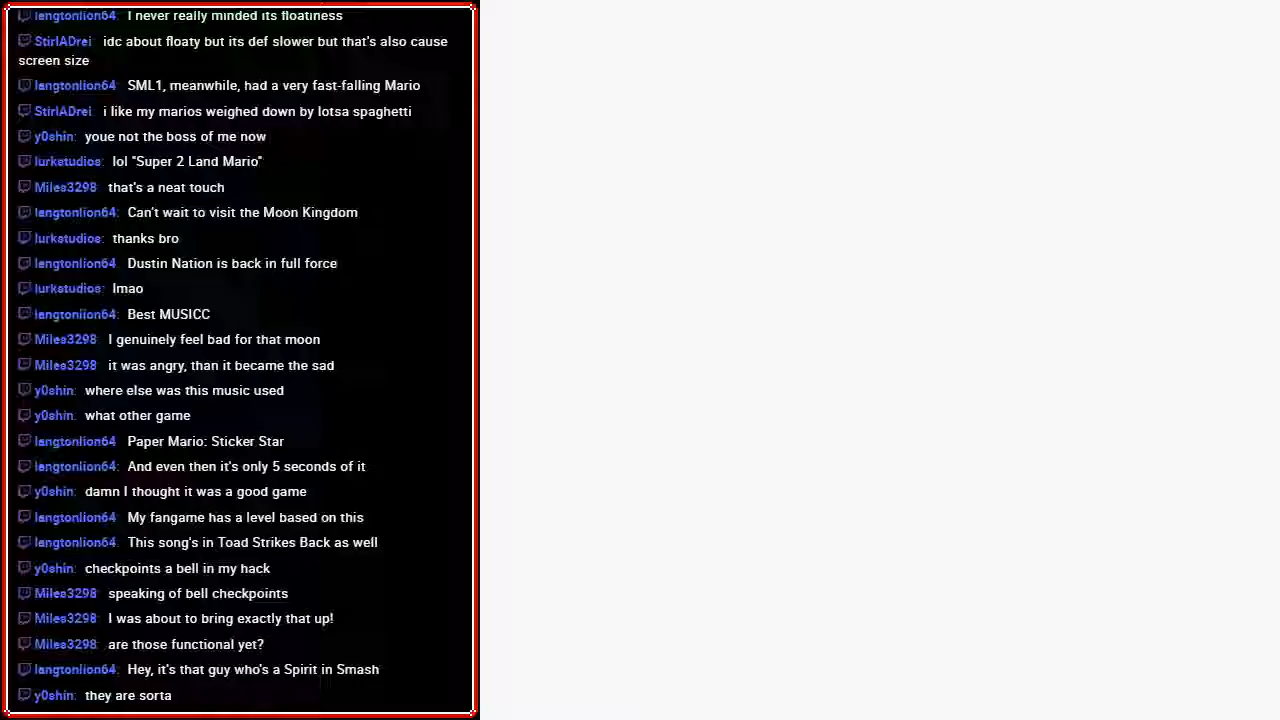 langtonlion64: I never really minded its floatiness
StirlADrei: idc about floaty but its def slower but that's also cause
screen size
langtonlion64: SML1, meanwhile, had a very fast-falling Mario
StirlADrei: i like my marios weighed down by lotsa spaghetti
y0shin: youe not the boss of me now
lurkstudios: lol "Super 2 Land Mario"
Miles3298: that's a neat touch
langtonlion64: Can't wait to visit the Moon Kingdom
lurkstudios: thanks bro
langtonlion64: Dustin Nation is back in full force
lurkstudios: lmao
langtonlion64: Best MUSICC
Miles3298: I genuinely feel bad for that moon
Miles3298: it was angry, than it became the sad
y0shin: where else was this music used
y0shin: what other game
langtonlion64: Paper Mario: Sticker Star
langtonlion64: And even then it's only 5 seconds of it
y0shin: damn I thought it was a good game
langtonlion64: My fangame has a level based on this
langtonlion64: This song's in Toad Strikes Back as well
y0shin: checkpoints a bell in my hack
Miles3298: speaking of bell checkpoints
Miles3298: I was about to bring exactly that up!
Miles3298: are those functional yet?
langtonlion64: Hey, it's that guy who's a Spirit in Smash
y0shin: they are sorta